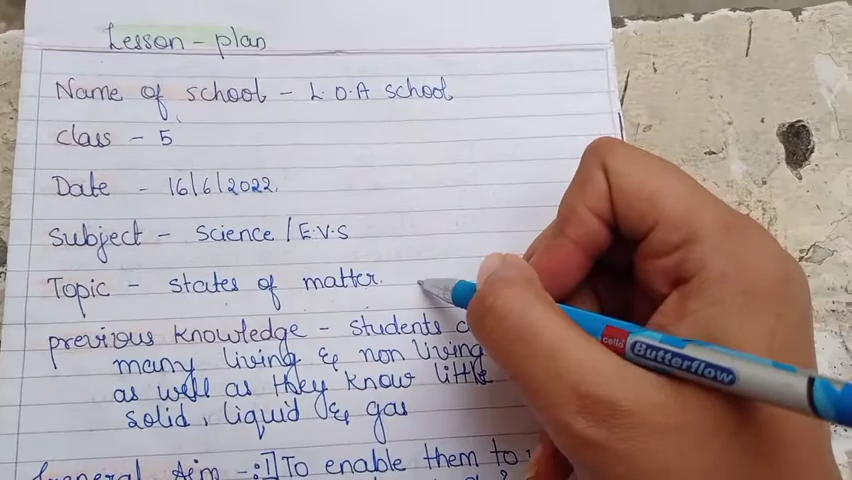 Lesson - plan
Name of school - L.O.A school
class - 5
Date - 16/6/2022.
Subject - Science / E.V.S
Topic - states of matter.
previous knowledge - students
many living & non living
as well as they know little
solid, liquid & gas
General Aim -:1] To enable them to
cello Butterflow